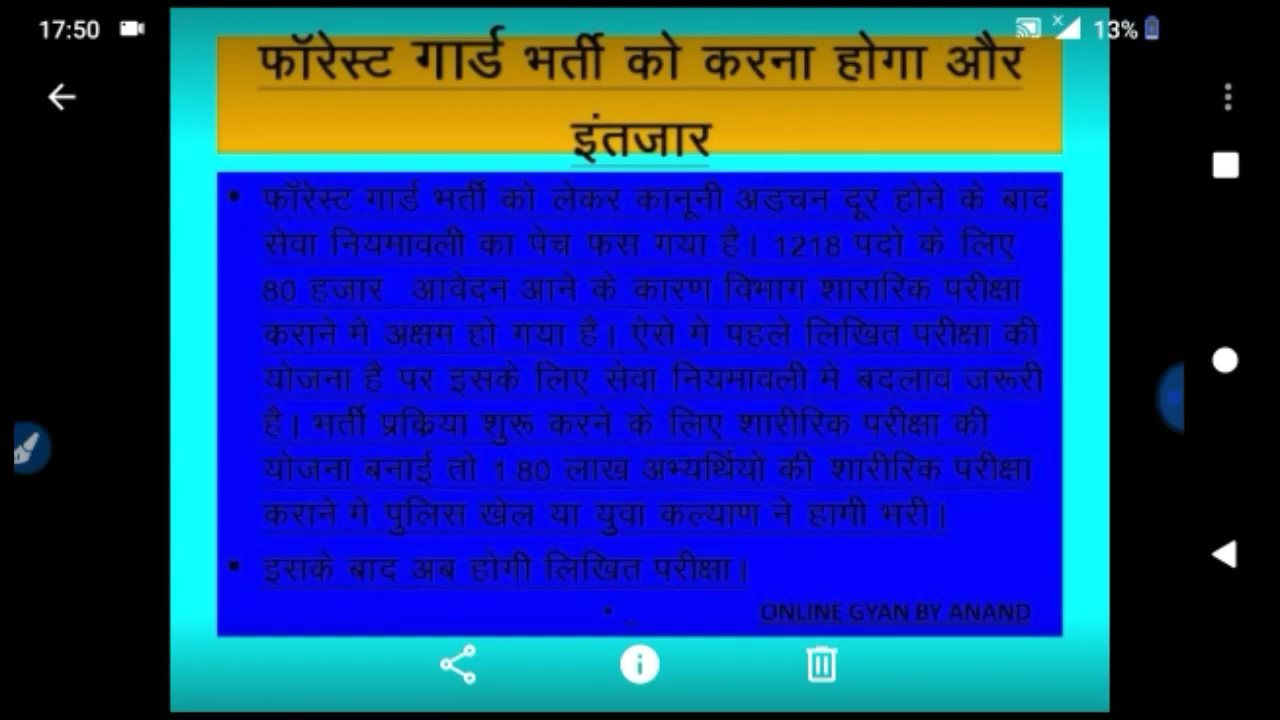 17:50
13%
फॉरेस्ट गार्ड भर्ती को करना होगा और
इंतजार
• फॉरेस्ट गार्ड भर्ती को लेकर कानूनी अडचन दूर होने के बाद
सेवा नियमावली का पेंच फस गया है। 1218 पदो के लिए
80 हजार आवेदन आने के कारण विभाग शारारिक परीक्षा
कराने मे अक्षम हो गया है। ऐसे मे पहले लिखित परीक्षा की
योजना है पर इसके लिए सेवा नियमावली में बदलाव जरूरी
है। भर्ती प्रक्रिया शुरू करने के लिए शारीरिक परीक्षा की
योजना बनाई तो 1.80 लाख अभ्यर्थियो की शारीरिक परीक्षा
कराने मे पुलिस खेल या युवा कल्याण ने हामी भरी।
• इसके बाद अब होगी लिखित परीक्षा।
• _ ONLINE GYAN BY ANAND